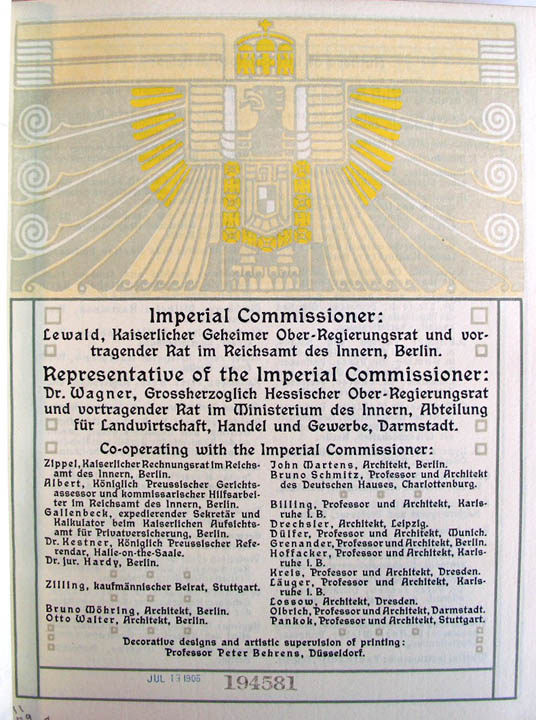 Imperial Commissioner:
Lewald, Kaiserlicher Geheimer Ober-Regierungsrat und vor-
tragender Rat im Reichsamt des Innern, Berlin.
Representative of the Imperial Commissioner:
Dr. Wagner, Grossherzoglich Hessischer Ober-Regierungsrat
und vortragender Rat im Ministerium des Innern, Abteilung
für Landwirtschaft, Handel und Gewerbe, Darmstadt.
Co-operating with the Imperial Commissioner:
Zippel, Kaiserlicher Rechnungsrat im Reichs-
amt des Innern, Berlin.
Albert, Königlich Preussischer Gerichts-
assessor und kommissarischer Hilfsarbei-
ter im Reichsamt des Innern, Berlin.
Gallenbeck, expedierender Sekretär und
Kalkulator beim Kaiserlichen Aufsichts-
amt für Privatversicherung, Berlin.
Dr. Kestner, Königlich Preussischer Refe-
rendar, Halle-on-the-Saale.
Dr. jur. Hardy, Berlin.
Zilling, kaufmännischer Beirat, Stuttgart.
Bruno Möhring, Architekt, Berlin.
Otto Walter, Architekt, Berlin.
John Martens, Architekt, Berlin.
Bruno Schmitz, Professor und Architekt
des Deutschen Hauses, Charlottenburg.
Billing, Professor und Architekt, Karls-
ruhe i. B.
Drechsler, Architekt, Leipzig.
Dülfer, Professor und Architekt, Munich.
Grenander, Professor und Architekt, Berlin.
Hoffacker, Professor und Architekt, Karls-
ruhe i. B.
Kreis, Professor und Architekt, Dresden.
Läuger, Professor und Architekt, Karls-
ruhe i. B.
Lossow, Architekt, Dresden.
Olbrich, Professor und Architekt, Darmstadt.
Pankok, Professor und Architekt, Stuttgart.
Decorative designs and artistic supervision of printing:
Professor Peter Behrens, Düsseldorf.
JUL 13 1906 194581